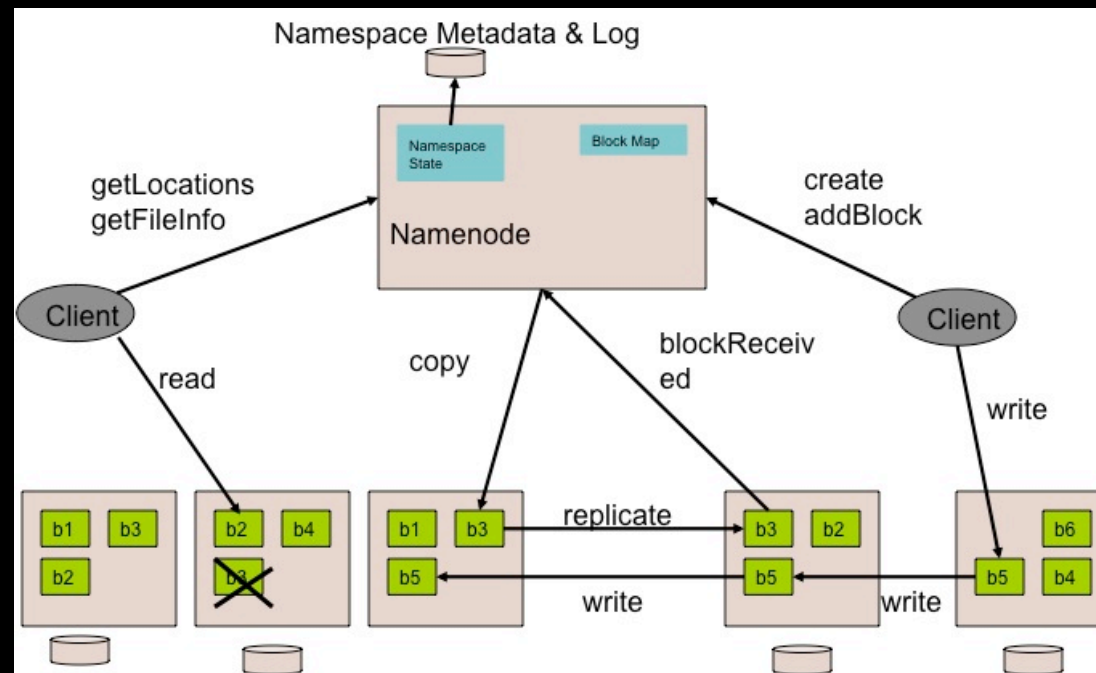 Namespace Metadata & Log
Namespace
State
Block Map
Namenode
getLocations
getFileInfo
create
addBlock
Client
Client
read
copy
blockReceiv
ed
write
b1 b3
b2
b2 b4
b3
b1 b3
b5
replicate
write
b3 b2
b5
write
b6
b5 b4